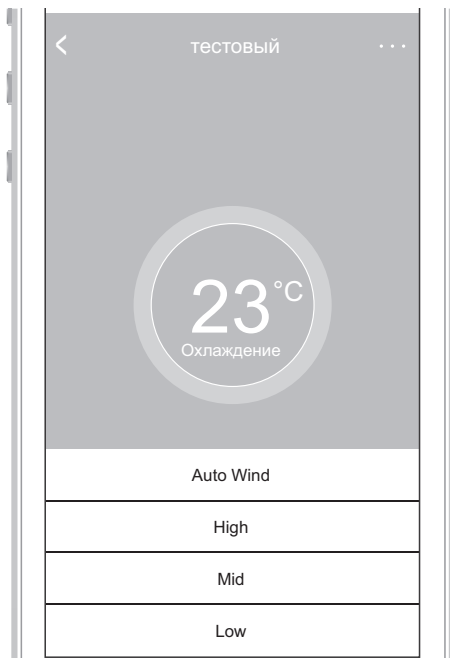 тестовый ...
23°C
Охлаждение
Auto Wind
High
Mid
Low